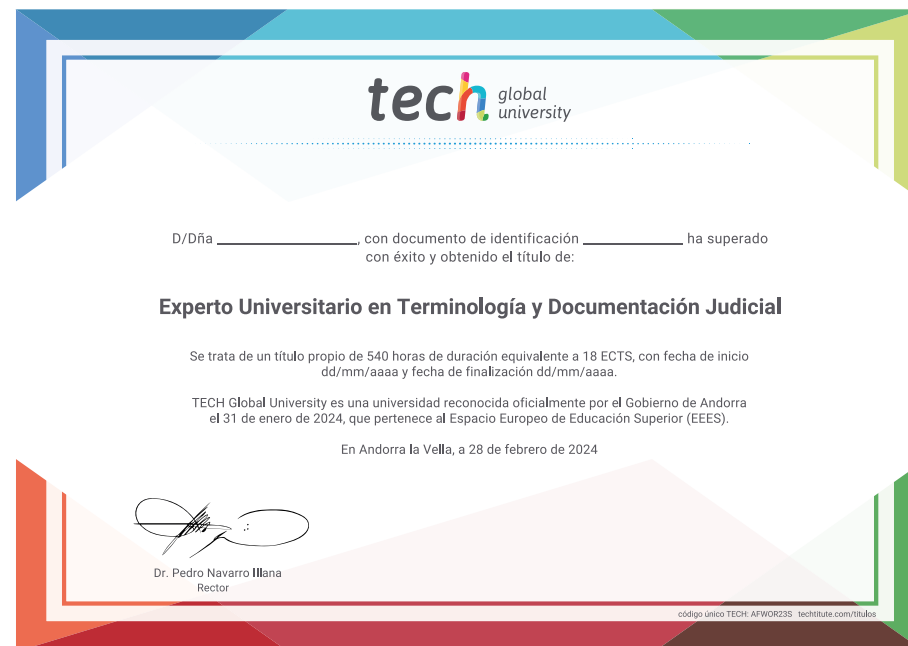 tech global university
D/Dña ____________________, con documento de identificación ______________ ha superado
con éxito y obtenido el título de:
Experto Universitario en Terminología y Documentación Judicial
Se trata de un título propio de 540 horas de duración equivalente a 18 ECTS, con fecha de inicio
dd/mm/aaaa y fecha de finalización dd/mm/aaaa.
TECH Global University es una universidad reconocida oficialmente por el Gobierno de Andorra
el 31 de enero de 2024, que pertenece al Espacio Europeo de Educación Superior (EEES).
En Andorra la Vella, a 28 de febrero de 2024
Dr. Pedro Navarro Illana
Rector
código único TECH: AFWOR23S techtitute.com/titulos